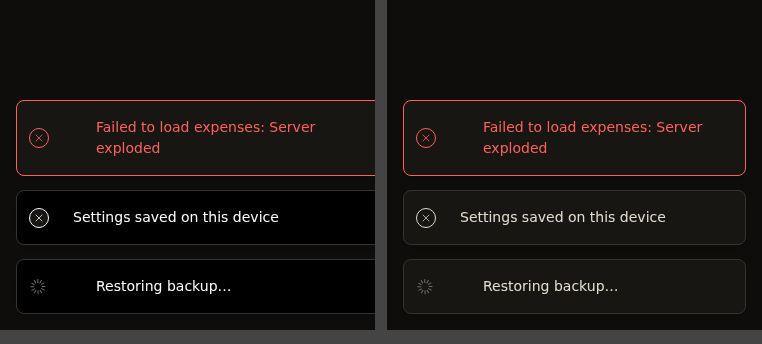 Failed to load expenses: Server
exploded
Settings saved on this device
Restoring backup...
Failed to load expenses: Server
exploded
Settings saved on this device
Restoring backup...